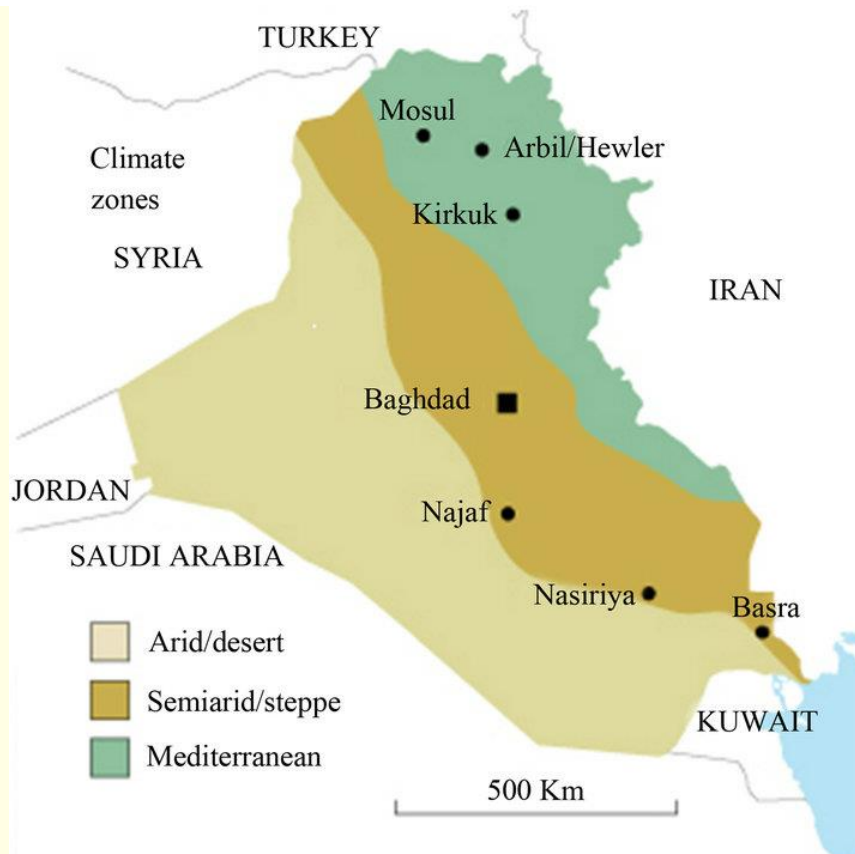 TURKEY
Mosul
Arbil/Hewler
Climate
zones
Kirkuk
SYRIA
IRAN
Baghdad
JORDAN
Najaf
SAUDI ARABIA
Nasiriya
Basra
Arid/desert
Semiarid/steppe
KUWAIT
Mediterranean
500 Km